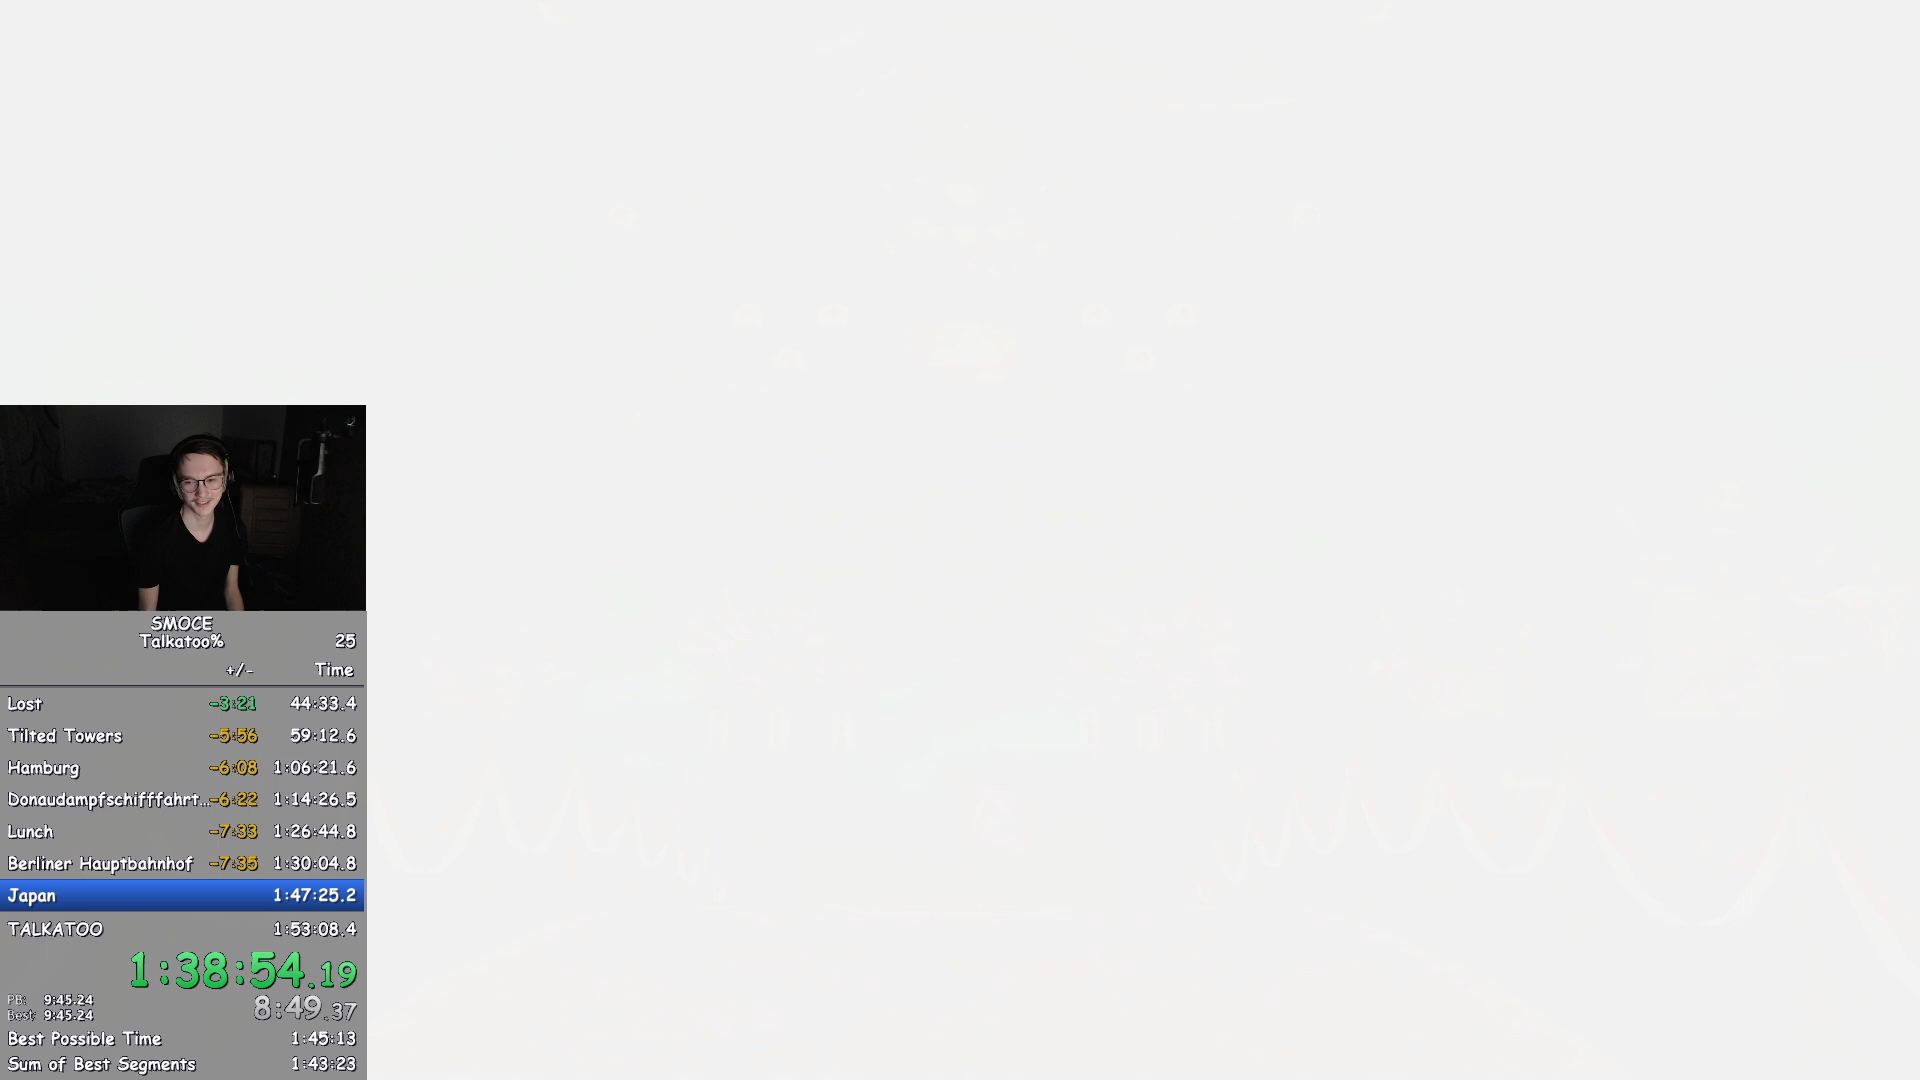 SMOCE
Talkatoo% 25
+/- Time
Lost -3:21 44:33.4
Tilted Towers -5:56 59:12.6
Hamburg -6:08 1:06:21.6
Donaudampfschifffahrt... -6:22 1:14:26.5
Lunch -7:33 1:26:44.8
Berliner Hauptbahnhof -7:35 1:30:04.8
Japan 1:47:25.2
TALKATOO 1:53:08.4
1:38:54.19
PB: 9:45.24 8:49.37
Best: 9:45.24
Best Possible Time 1:45:13
Sum of Best Segments 1:43:23